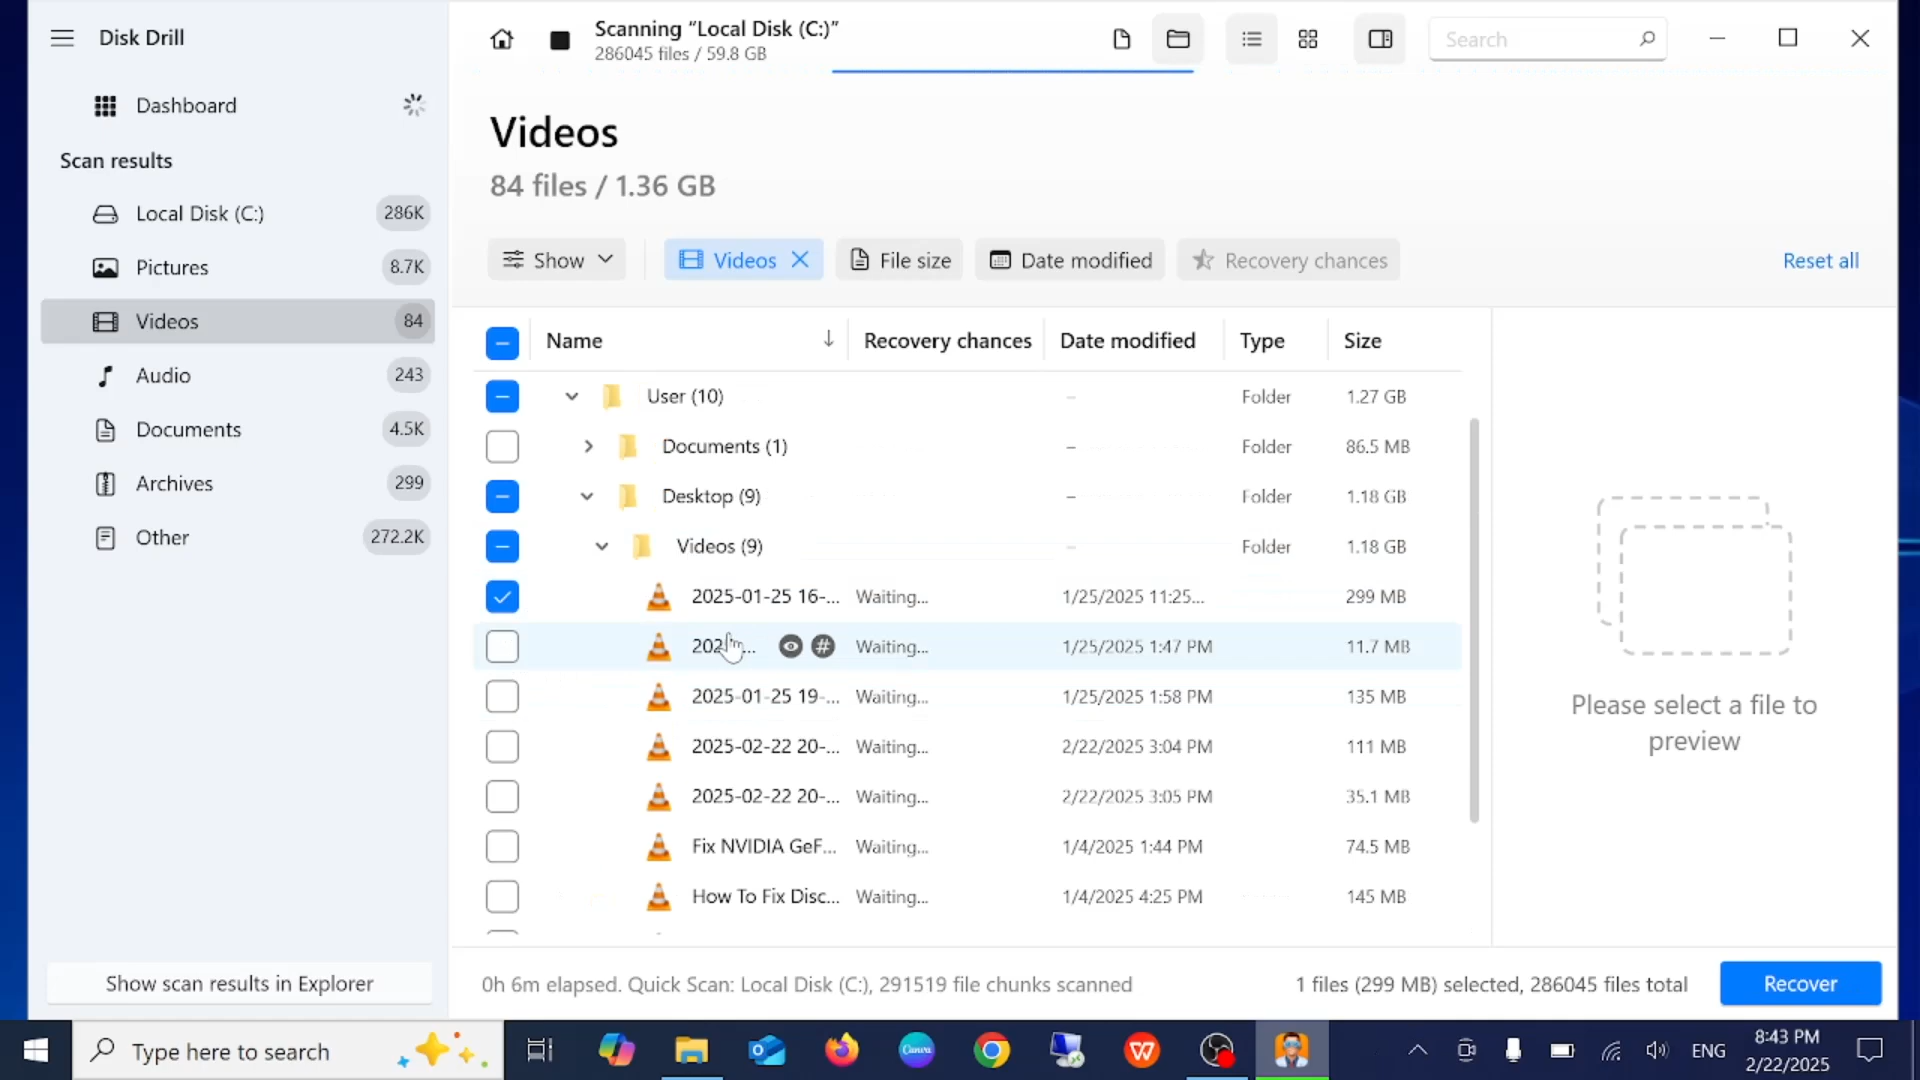 Disk Drill
Scanning “Local Disk (C:)”
286045 files / 59.8 GB
Search
Dashboard
Scan results
Local Disk (C:) 286K
Pictures 8.7K
Videos 84
Audio 243
Documents 4.5K
Archives 299
Other 272.2K
Show scan results in Explorer
Videos
84 files / 1.36 GB
Show Videos File size Date modified Recovery chances Reset all
Name Recovery chances Date modified Type Size
User (10) – Folder 1.27 GB
Documents (1) – Folder 86.5 MB
Desktop (9) – Folder 1.18 GB
Videos (9) – Folder 1.18 GB
2025-01-25 16-... Waiting... 1/25/2025 11:25... 299 MB
202... Waiting... 1/25/2025 1:47 PM 11.7 MB
2025-01-25 19-... Waiting... 1/25/2025 1:58 PM 135 MB
2025-02-22 20-... Waiting... 2/22/2025 3:04 PM 111 MB
2025-02-22 20-... Waiting... 2/22/2025 3:05 PM 35.1 MB
Fix NVIDIA GeF... Waiting... 1/4/2025 1:44 PM 74.5 MB
How To Fix Disc... Waiting... 1/4/2025 4:25 PM 145 MB
Please select a file to
preview
0h 6m elapsed. Quick Scan: Local Disk (C:), 291519 file chunks scanned
1 files (299 MB) selected, 286045 files total
Recover
Type here to search
Canva
ENG
8:43 PM
2/22/2025